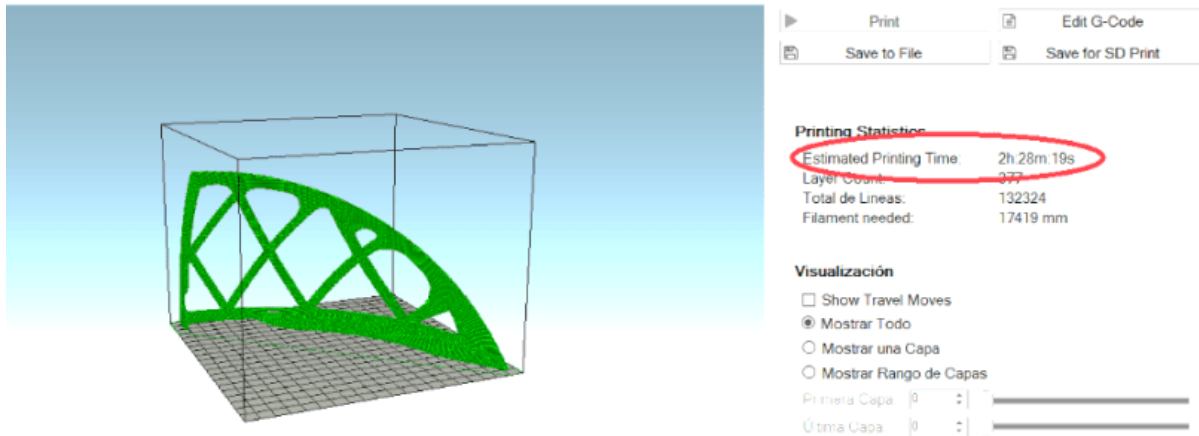 Print
Edit G-Code
Save to File
Save for SD Print
Printing Statistics
Estimated Printing Time: 2h:28m:19s
Layer Count: 377
Total de Lineas: 132324
Filament needed: 17419 mm
Visualización
Show Travel Moves
Mostrar Todo
Mostrar una Capa
Mostrar Rango de Capas
Primera Capa 0
Última Capa 0